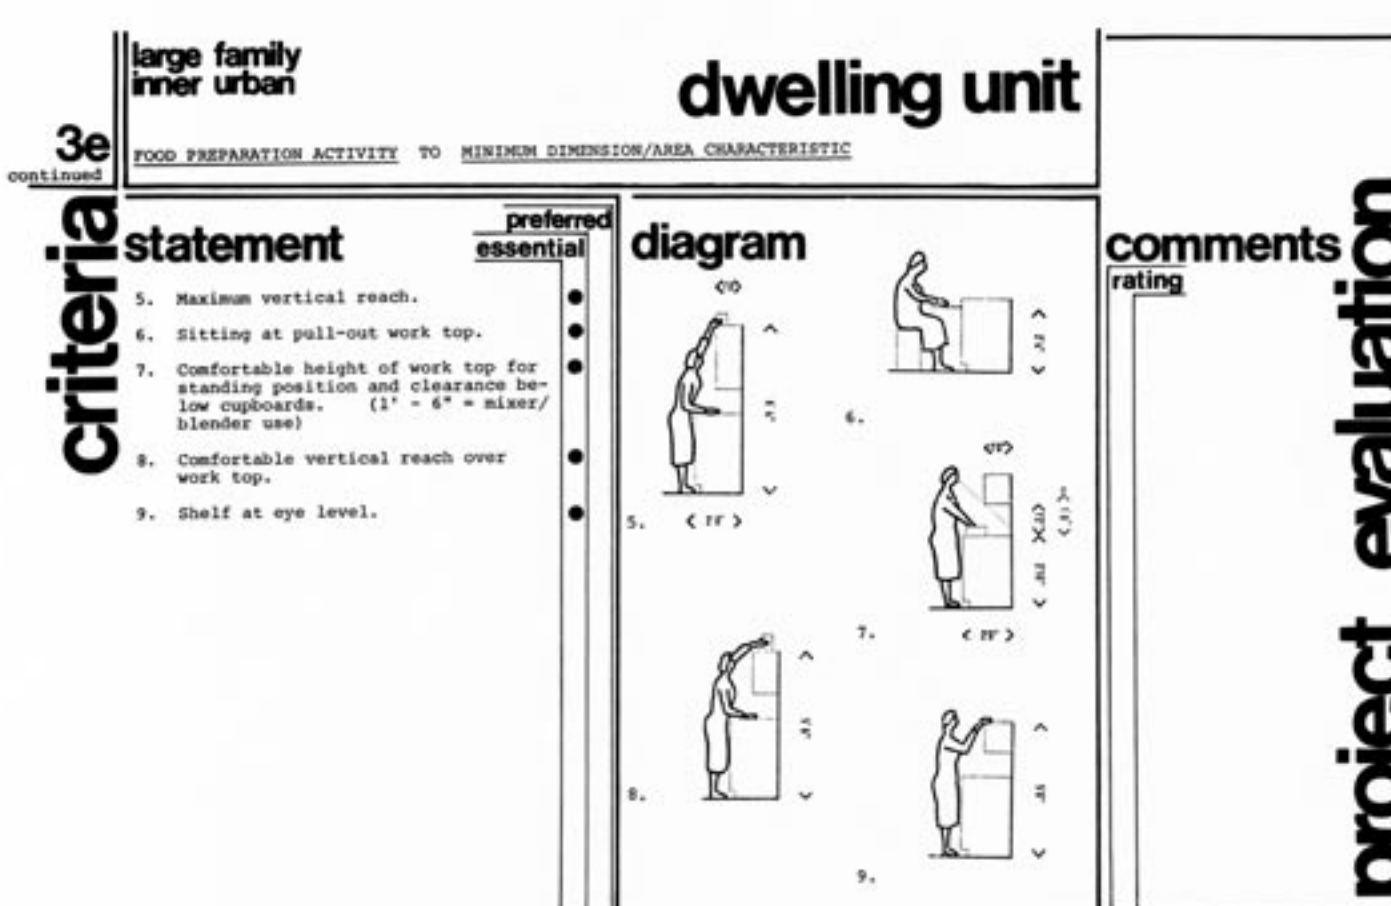 large family
inner urban
dwelling unit
3e
continued
FOOD PREPARATION ACTIVITY TO MINIMUM DIMENSION/AREA CHARACTERISTIC
criteria
statement
preferred
essential
5. Maximum vertical reach.
6. Sitting at pull-out work top.
7. Comfortable height of work top for
standing position and clearance be-
low cupboards. (1' - 6" = mixer/
blender use)
8. Comfortable vertical reach over
work top.
9. Shelf at eye level.
diagram
5.
6.
7.
8.
9.
comments
rating
project evaluation